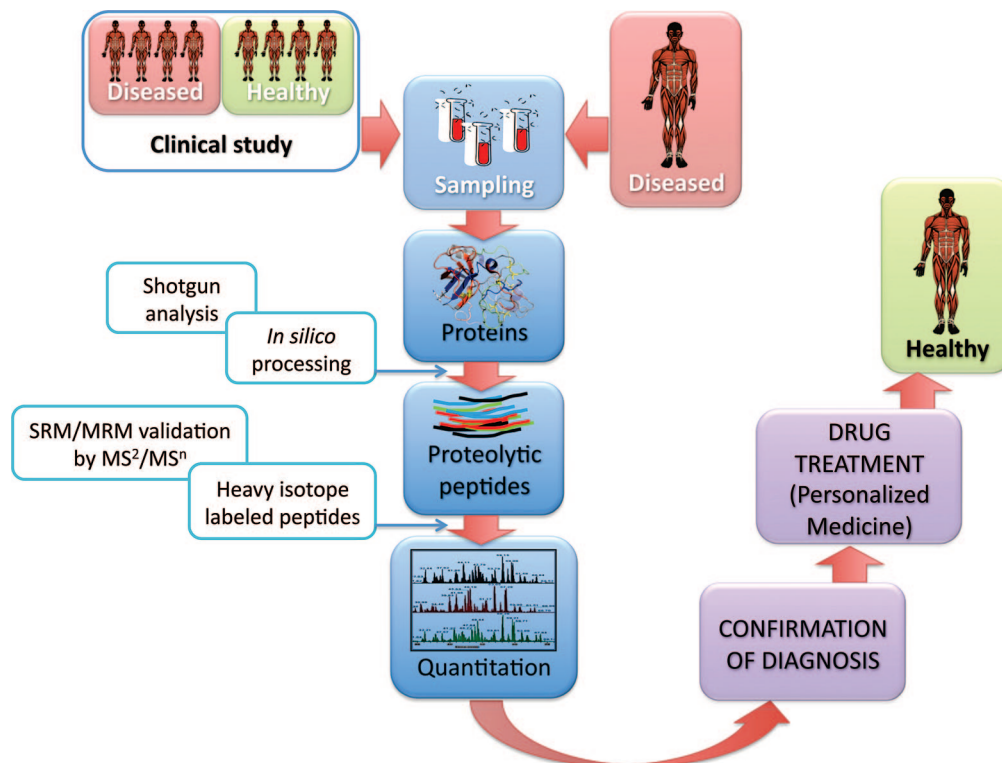 Diseased
Healthy
Clinical study
Sampling
Diseased
Proteins
Shotgun
analysis
In silico
processing
Proteolytic
peptides
SRM/MRM validation
by MS²/MSⁿ
Heavy isotope
labeled peptides
Quantitation
CONFIRMATION
OF DIAGNOSIS
DRUG
TREATMENT
(Personalized
Medicine)
Healthy